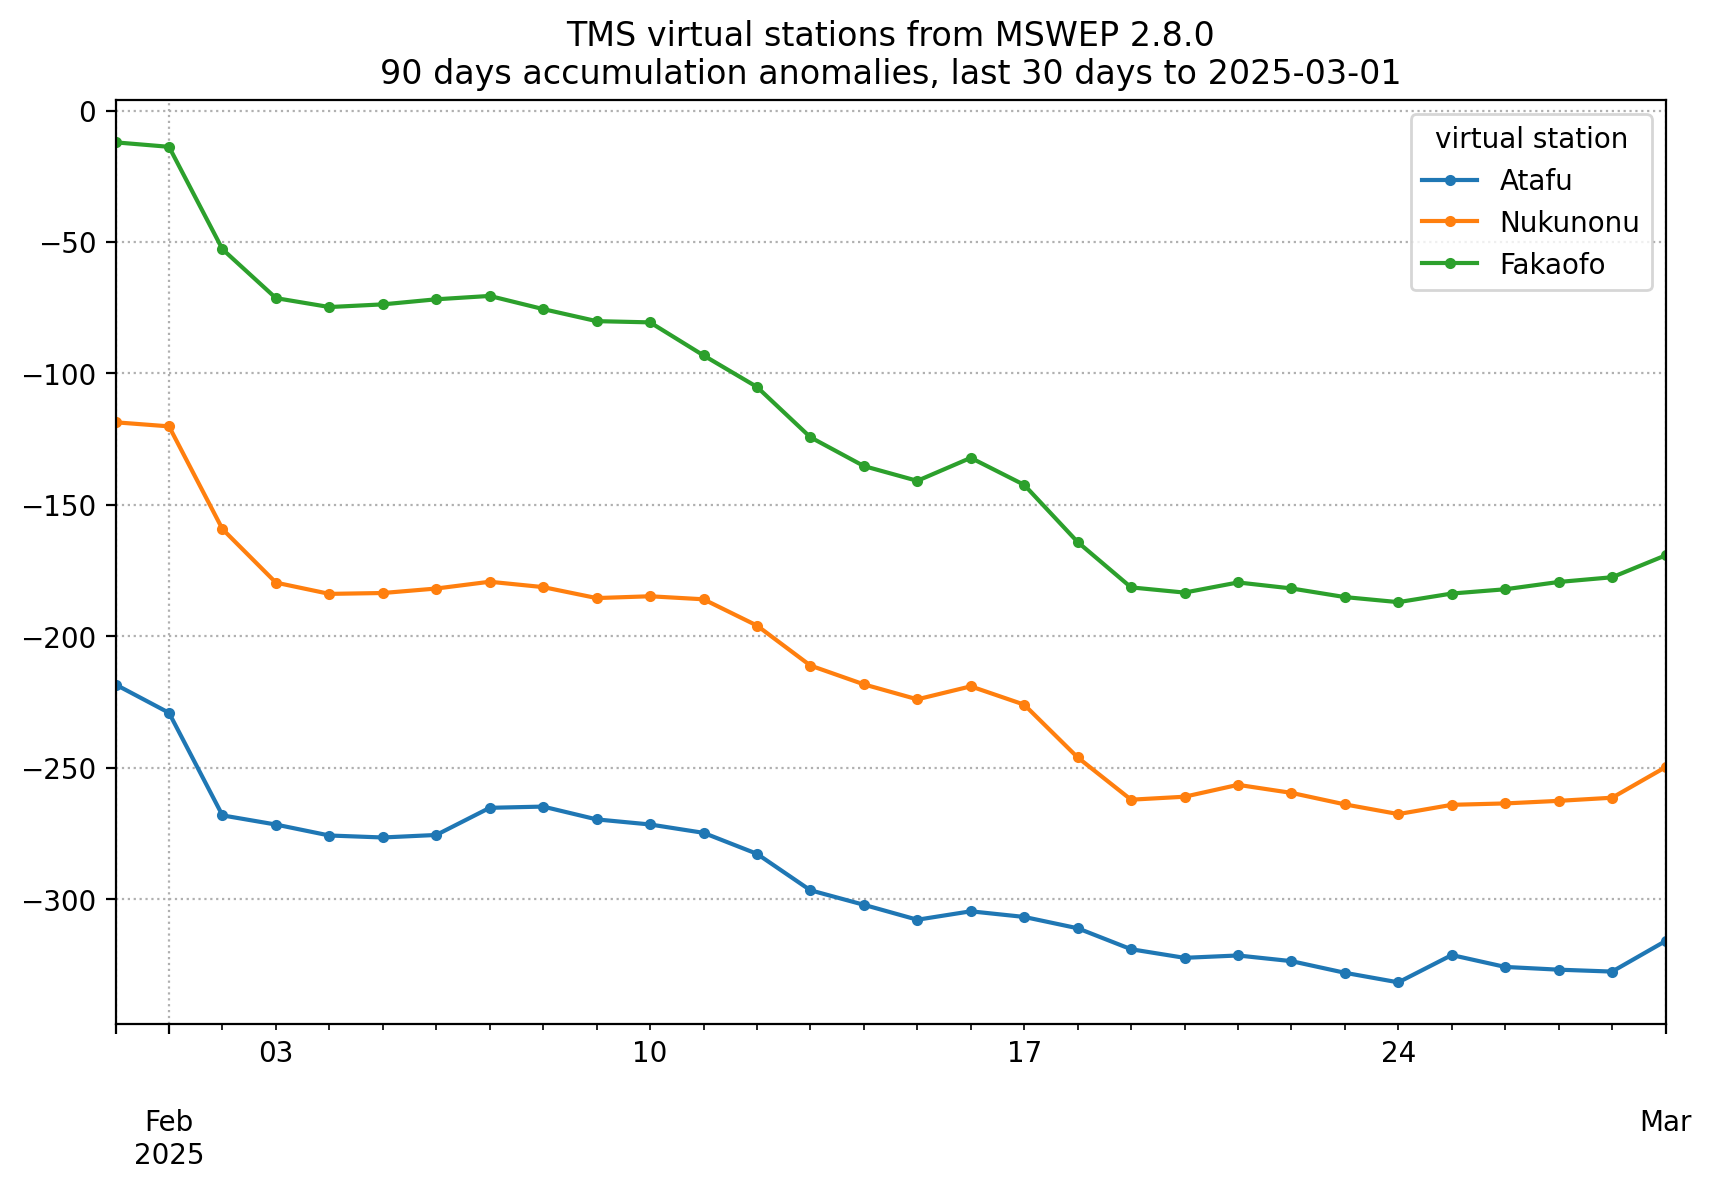 TMS virtual stations from MSWEP 2.8.0
90 days accumulation anomalies, last 30 days to 2025-03-01
0
−50
−100
−150
−200
−250
−300
virtual station
Atafu
Nukunonu
Fakaofo
03
10
17
24
Feb
2025
Mar